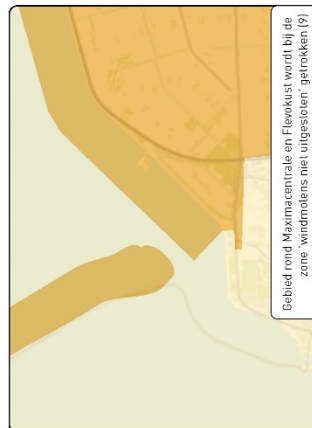 Gebied rond Maximacentrale en Flevokust wordt bij de
zone 'windmolens niet uitgesloten' getrokken (9)